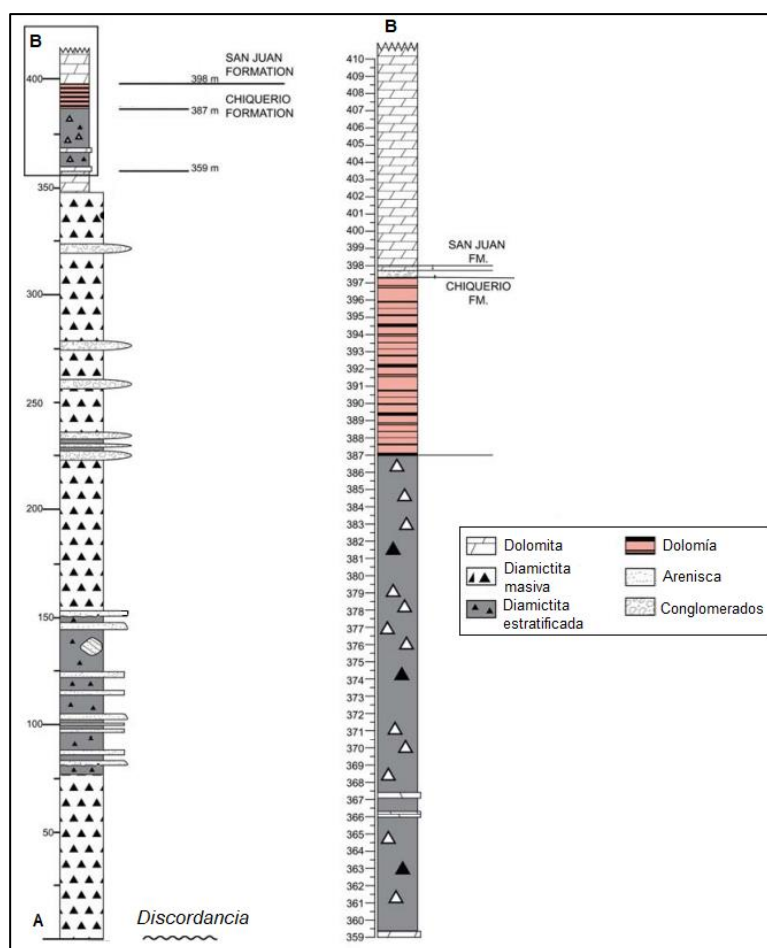 B
SAN JUAN
FORMATION
398 m
CHIQUERIO
FORMATION
387 m
359 m
400
350
300
250
200
150
100
50
A
Discordancia
B
410
409
408
407
406
405
404
403
402
401
400
399
398
397
396
395
394
393
392
391
390
389
388
387
386
385
384
383
382
381
380
379
378
377
376
375
374
373
372
371
370
369
368
367
366
365
364
363
362
361
360
359
SAN JUAN
FM.
CHIQUERIO
FM.
Dolomita
Diamictita
masiva
Diamictita
estratificada
Dolomía
Arenisca
Conglomerados